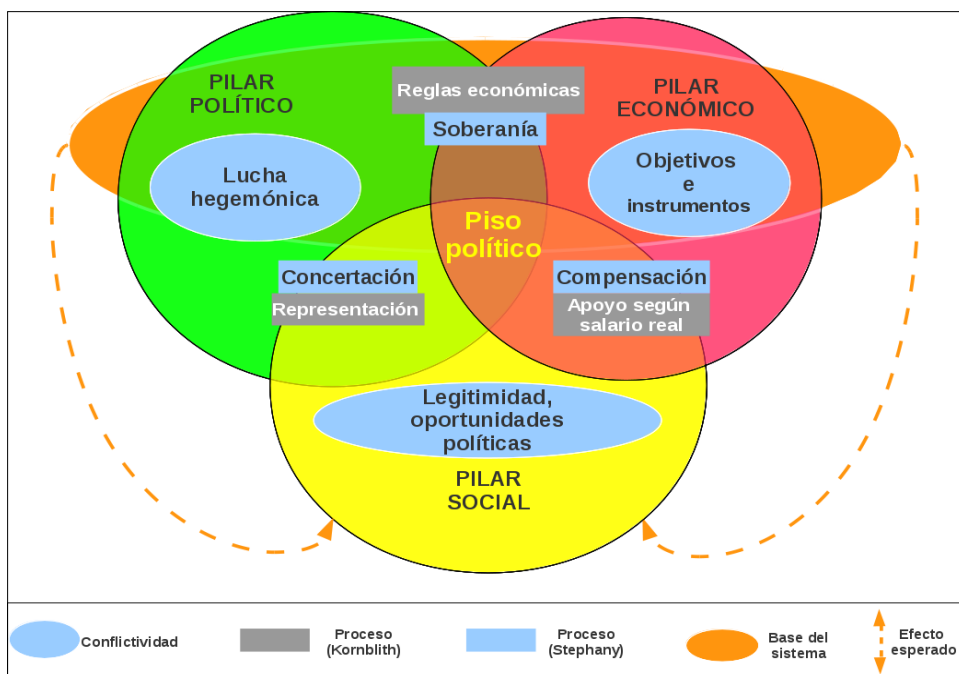 PILAR
POLÍTICO
Reglas económicas
Soberanía
PILAR
ECONÓMICO
Lucha
hegemónica
Objetivos
e
instrumentos
Piso
político
Concertación
Representación
Compensación
Apoyo según
salario real
Legitimidad,
oportunidades
políticas
PILAR
SOCIAL
Conflictividad
Proceso
(Kornblith)
Proceso
(Stephany)
Base del
sistema
Efecto
esperado